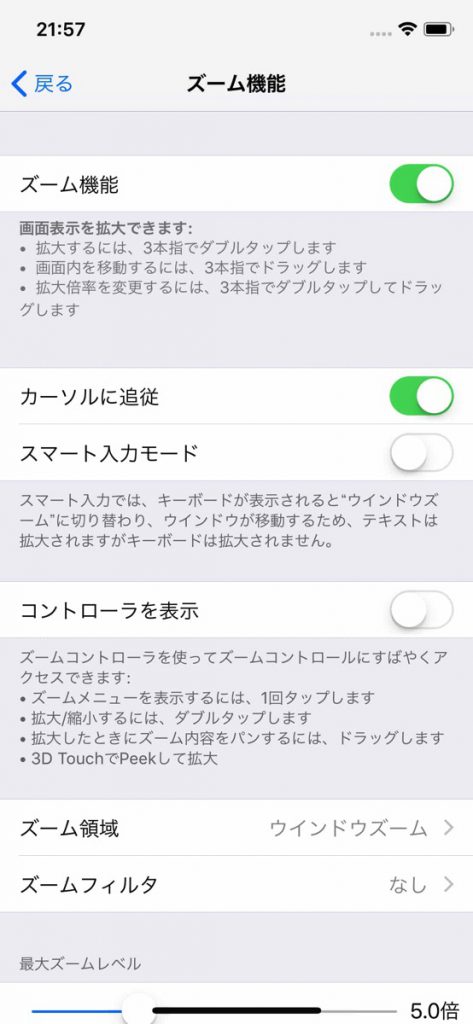 21:57
戻る
ズーム機能
ズーム機能
画面表示を拡大できます:
• 拡大するには、3本指でダブルタップします
• 画面内を移動するには、3本指でドラッグします
• 拡大倍率を変更するには、3本指でダブルタップしてドラッ
グします
カーソルに追従
スマート入力モード
スマート入力では、キーボードが表示されると“ウインドウズ
ーム”に切り替わり、ウインドウが移動するため、テキストは
拡大されますがキーボードは拡大されません。
コントローラを表示
ズームコントローラを使ってズームコントロールにすばやくア
クセスできます:
• ズームメニューを表示するには、1回タップします
• 拡大/縮小するには、ダブルタップします
• 拡大したときにズーム内容をパンするには、ドラッグします
• 3D TouchでPeekして拡大
ズーム領域 ウインドウズーム
ズームフィルタ なし
最大ズームレベル
5.0倍